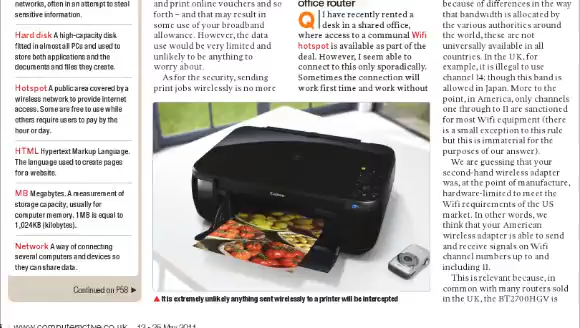 networks, often in an attempt to steal
sensitive information.
Hard disk A high-capacity disk
fitted in almost all PCs and used to
store both applications and the
documents and files they create.
Hotspot A public area covered by a
wireless network to provide internet
access. Some are free to use while
others require users to pay by the
hour or day.
HTML Hypertext Markup Language.
The language used to create pages
for a website.
MB Megabytes. A measurement of
storage capacity, usually for
computer memory. 1MB is equal to
1,024KB (kilobytes).
Network A way of connecting
several computers and devices so
they can share data.
Continued on P58 ►
and print online vouchers and so
forth – and that may result in
some use of your broadband
allowance. However, the data
use would be very limited and
unlikely to be anything to
worry about.
As for the security, sending
print jobs wirelessly is no more
office router
Q I have recently rented a
desk in a shared office,
where access to a communal Wifi
hotspot is available as part of the
deal. However, I seem able to
connect to this only sporadically.
Sometimes the connection will
work first time and work without
Canon
▲ It is extremely unlikely anything sent wirelessly to a printer will be intercepted
because of differences in the way
that bandwidth is allocated by
the various authorities around
the world, these are not
universally available in all
countries. In the UK, for
example, it is illegal to use
channel 14; though this band is
allowed in Japan. More to the
point, in America, only channels
one through to 11 are sanctioned
for most Wifi equipment (there
is a small exception to this rule
but this is immaterial for the
purposes of our answer).
We are guessing that your
second-hand wireless adapter
was, at the point of manufacture,
hardware-limited to meet the
Wifi requirements of the US
market. In other words, we
think that your American
wireless adapter is able to send
and receive signals on Wifi
channel numbers up to and
including 11.
This is relevant because, in
common with many routers sold
in the UK, the BT2700HGV is
www.computeractive.co.uk 12 - 25 May 2011